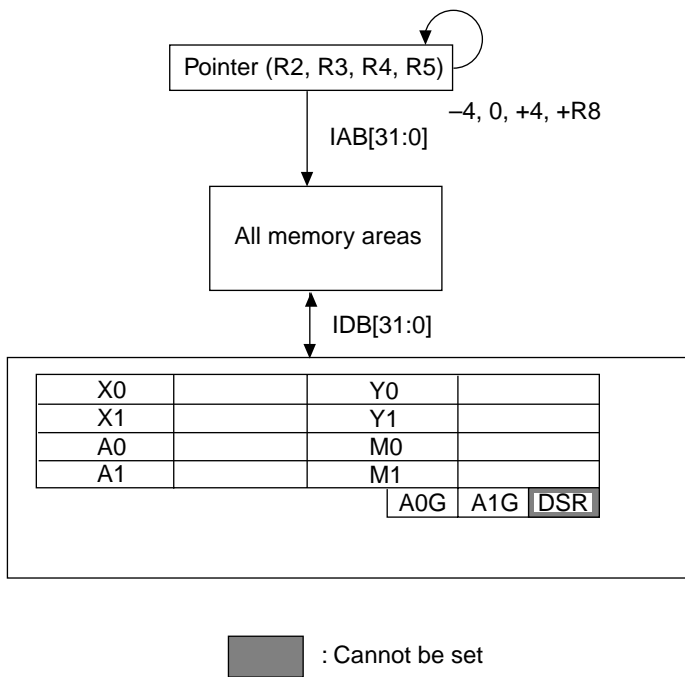 Pointer (R2, R3, R4, R5)
–4, 0, +4, +R8
IAB[31:0]
All memory areas
IDB[31:0]
X0 Y0
X1 Y1
A0 M0
A1 M1
A0G A1G DSR
: Cannot be set